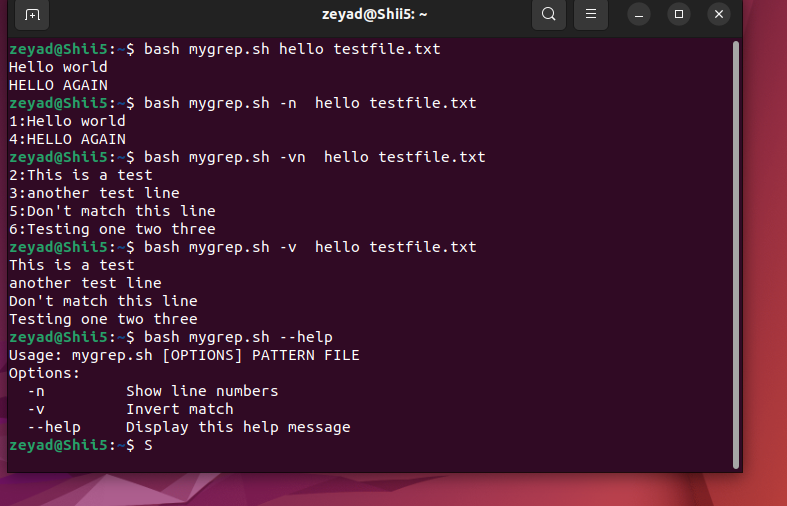 zeyad@Shii5: ~
zeyad@Shii5:~$ bash mygrep.sh hello testfile.txt
Hello world
HELLO AGAIN
zeyad@Shii5:~$ bash mygrep.sh -n  hello testfile.txt
1:Hello world
4:HELLO AGAIN
zeyad@Shii5:~$ bash mygrep.sh -vn  hello testfile.txt
2:This is a test
3:another test line
5:Don't match this line
6:Testing one two three
zeyad@Shii5:~$ bash mygrep.sh -v  hello testfile.txt
This is a test
another test line
Don't match this line
Testing one two three
zeyad@Shii5:~$ bash mygrep.sh --help
Usage: mygrep.sh [OPTIONS] PATTERN FILE
Options:
  -n         Show line numbers
  -v         Invert match
  --help     Display this help message
zeyad@Shii5:~$ S